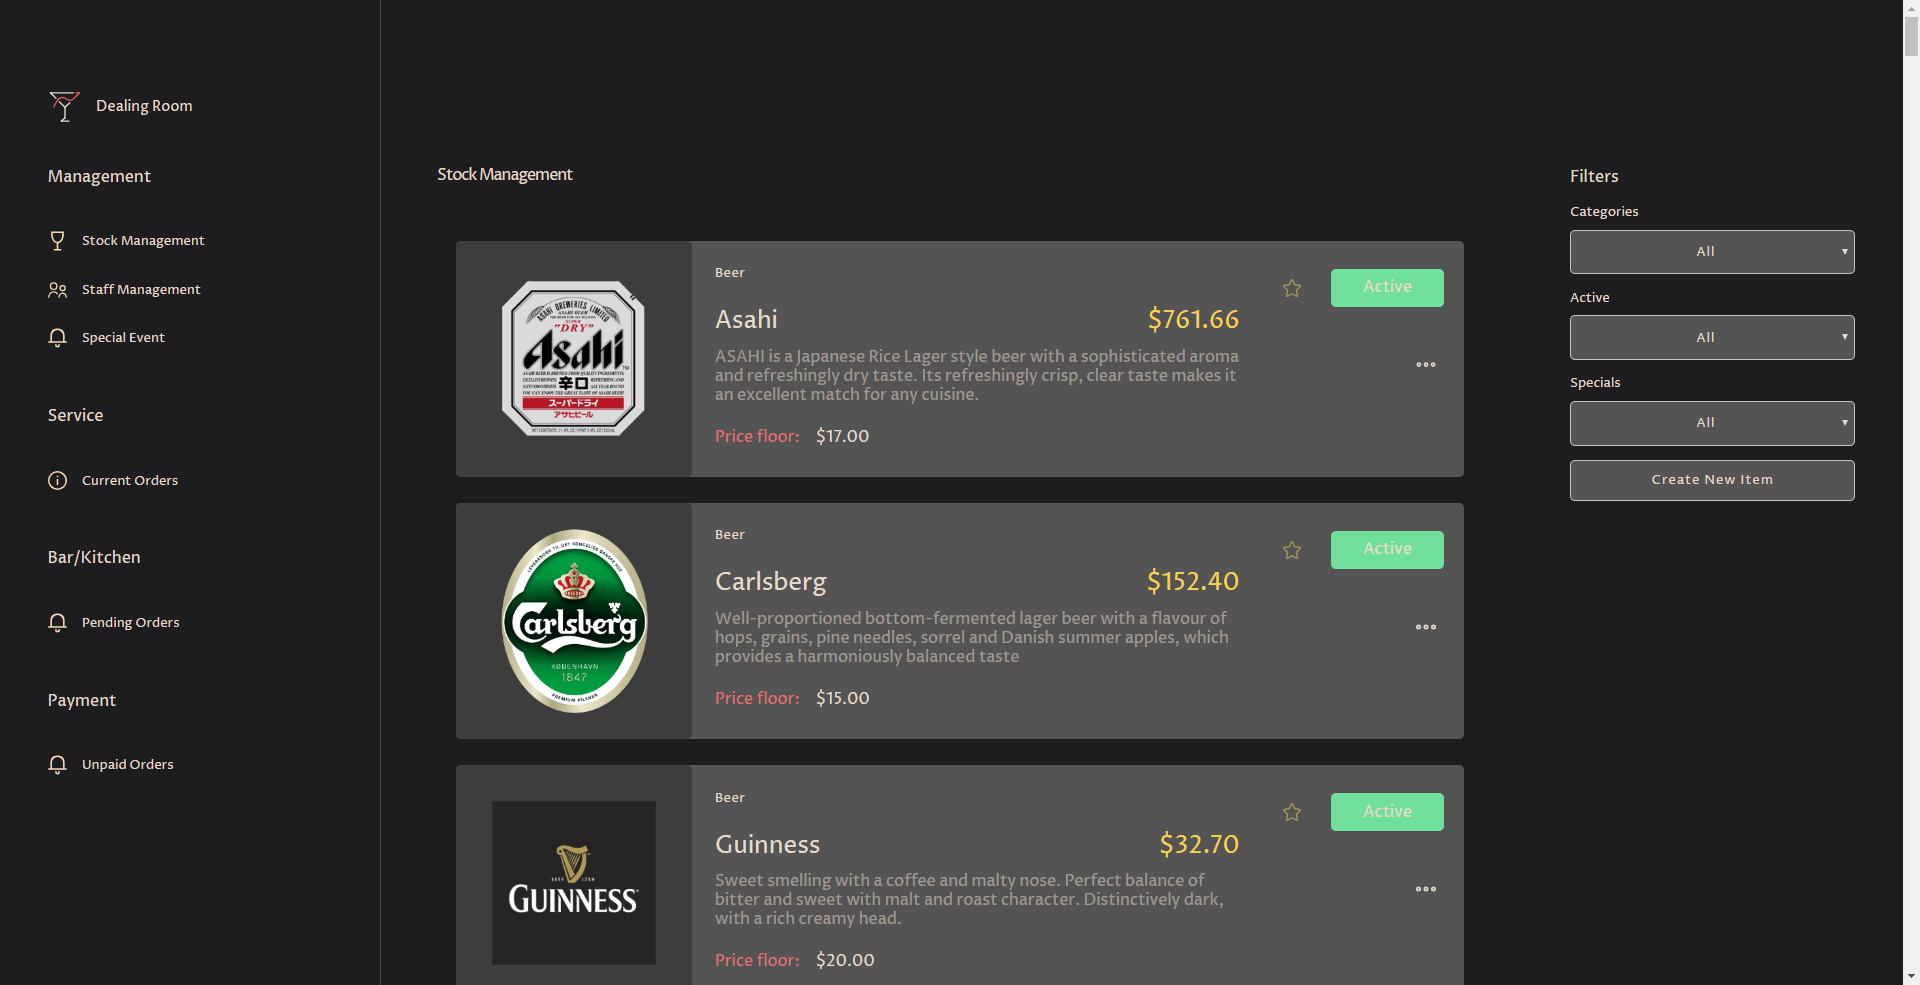 Dealing Room
Management
Stock Management
Staff Management
Special Event
Service
Current Orders
Bar/Kitchen
Pending Orders
Payment
Unpaid Orders
Stock Management
ASAHI BREWERIES LIMITED
"DRY"
Asahi
辛口
スーパードライ
アサヒビール
Beer
Asahi
$761.66
ASAHI is a Japanese Rice Lager style beer with a sophisticated aroma
and refreshingly dry taste. Its refreshingly crisp, clear taste makes it
an excellent match for any cuisine.
Price floor: $17.00
Active
Carlsberg
KØBENHAVN
1847
PREMIUM PILSNER
Beer
Carlsberg
$152.40
Well-proportioned bottom-fermented lager beer with a flavour of
hops, grains, pine needles, sorrel and Danish summer apples, which
provides a harmoniously balanced taste
Price floor: $15.00
Active
ESTD 1759
GUINNESS
Beer
Guinness
$32.70
Sweet smelling with a coffee and malty nose. Perfect balance of
bitter and sweet with malt and roast character. Distinctively dark,
with a rich creamy head.
Price floor: $20.00
Active
Filters
Categories
All
Active
All
Specials
All
Create New Item